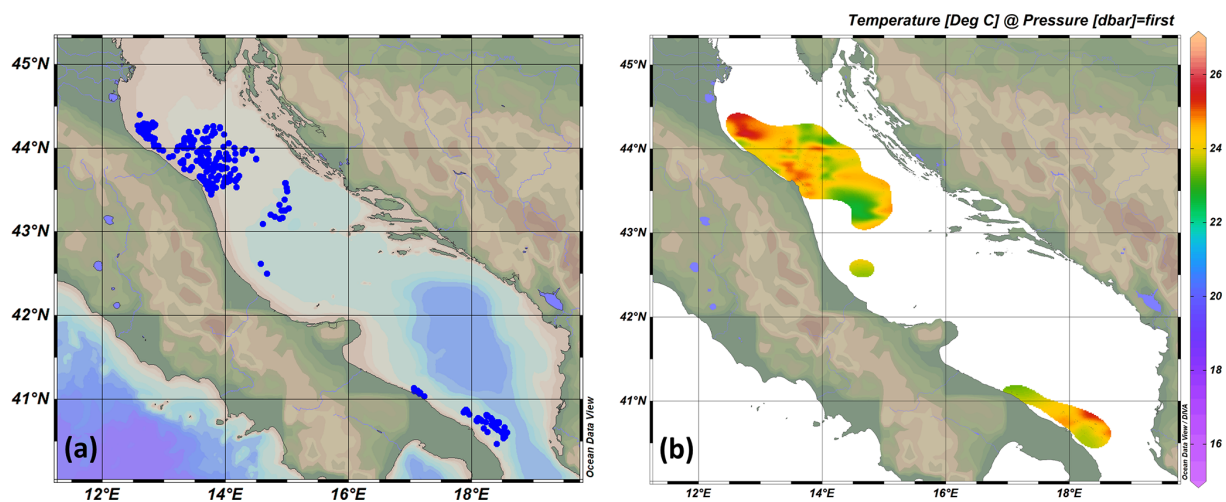 Temperature [Deg C] @ Pressure [dbar]=first
45°N
44°N
43°N
42°N
41°N
(a)
12°E
14°E
16°E
18°E
Ocean Data View
45°N
44°N
43°N
42°N
41°N
(b)
12°E
14°E
16°E
18°E
Ocean Data View / DIVA
26
24
22
20
18
16